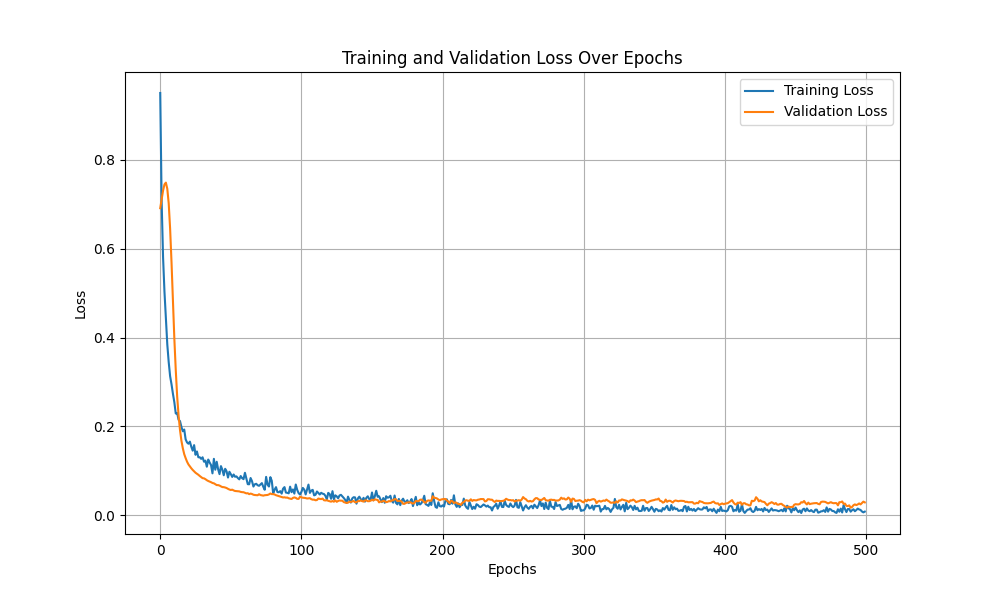 Training and Validation Loss Over Epochs
Training Loss
Validation Loss
0.8
0.6
0.4
0.2
0.0
Loss
0 100 200 300 400 500
Epochs